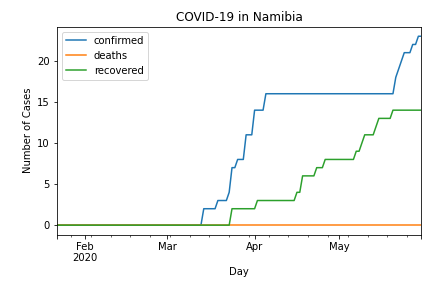 COVID-19 in Namibia
confirmed
deaths
recovered
Number of Cases
20
15
10
5
0
Feb
2020
Mar
Apr
May
Day